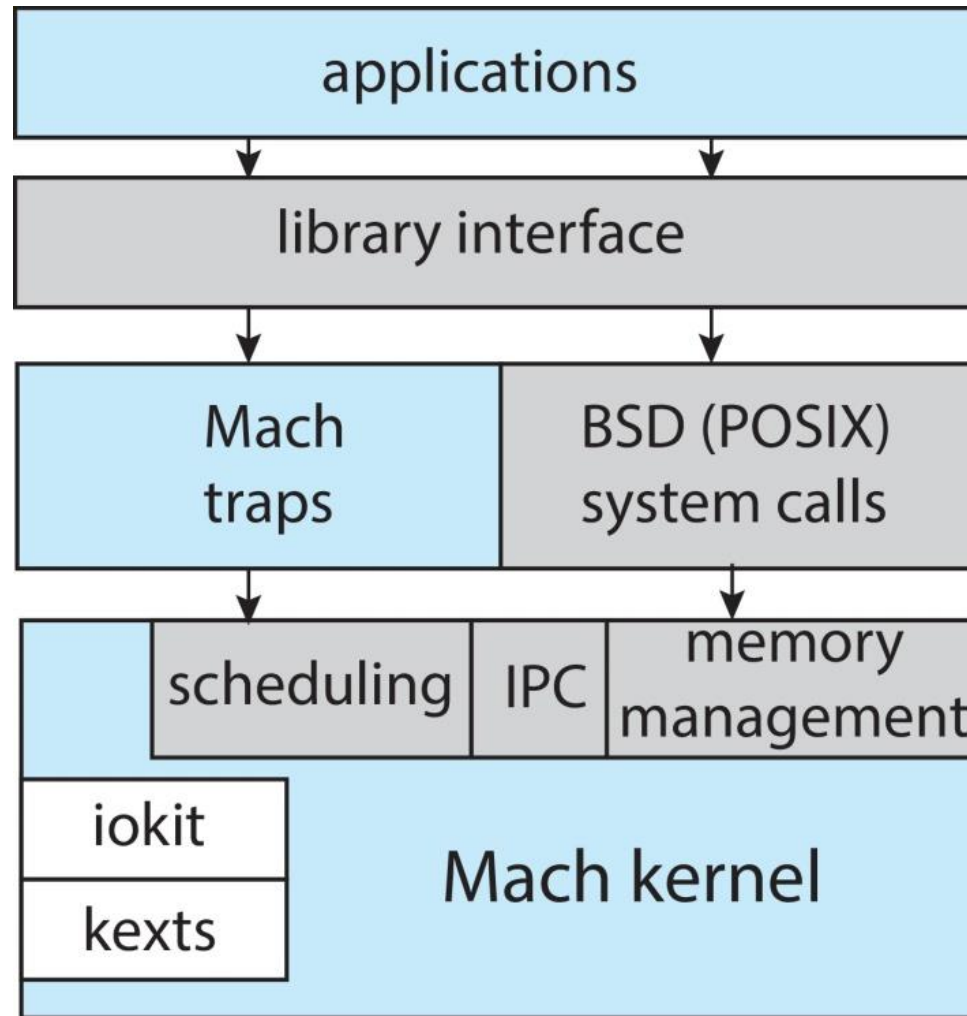 applications
library interface
Mach
traps
BSD (POSIX)
system calls
scheduling
IPC
memory
management
iokit
kexts
Mach kernel